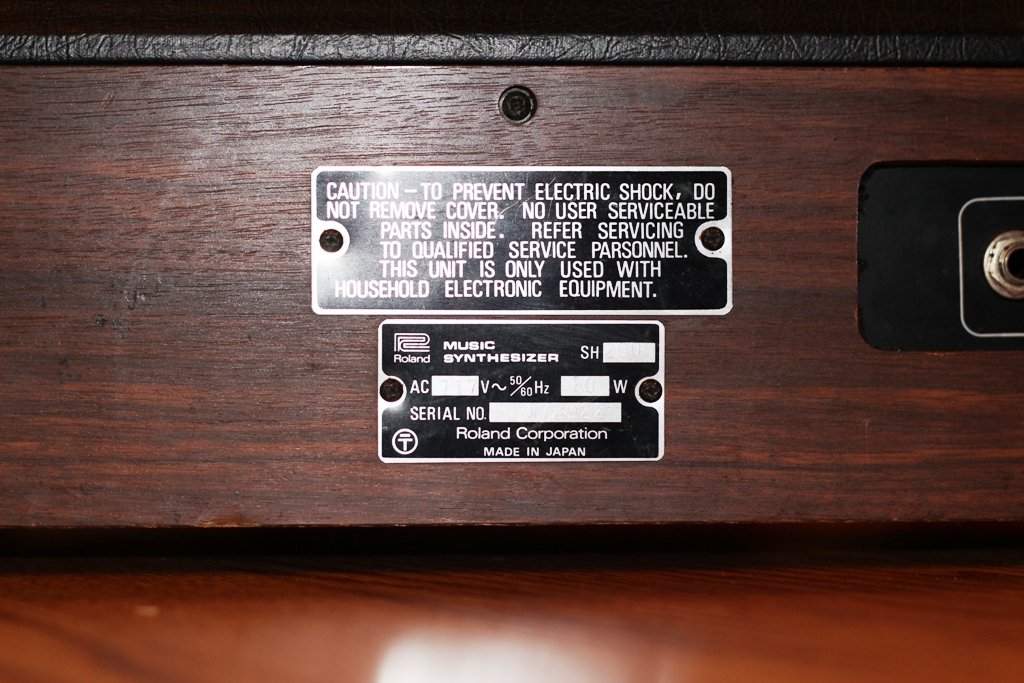 CAUTION – TO PREVENT ELECTRIC SHOCK, DO
NOT REMOVE COVER. NO USER SERVICEABLE
PARTS INSIDE. REFER SERVICING
TO QUALIFIED SERVICE PARSONNEL.
THIS UNIT IS ONLY USED WITH
HOUSEHOLD ELECTRONIC EQUIPMENT.
Roland
MUSIC
SYNTHESIZER
SH
AC V~ 50/60 Hz W
SERIAL NO.
T
Roland Corporation
MADE IN JAPAN